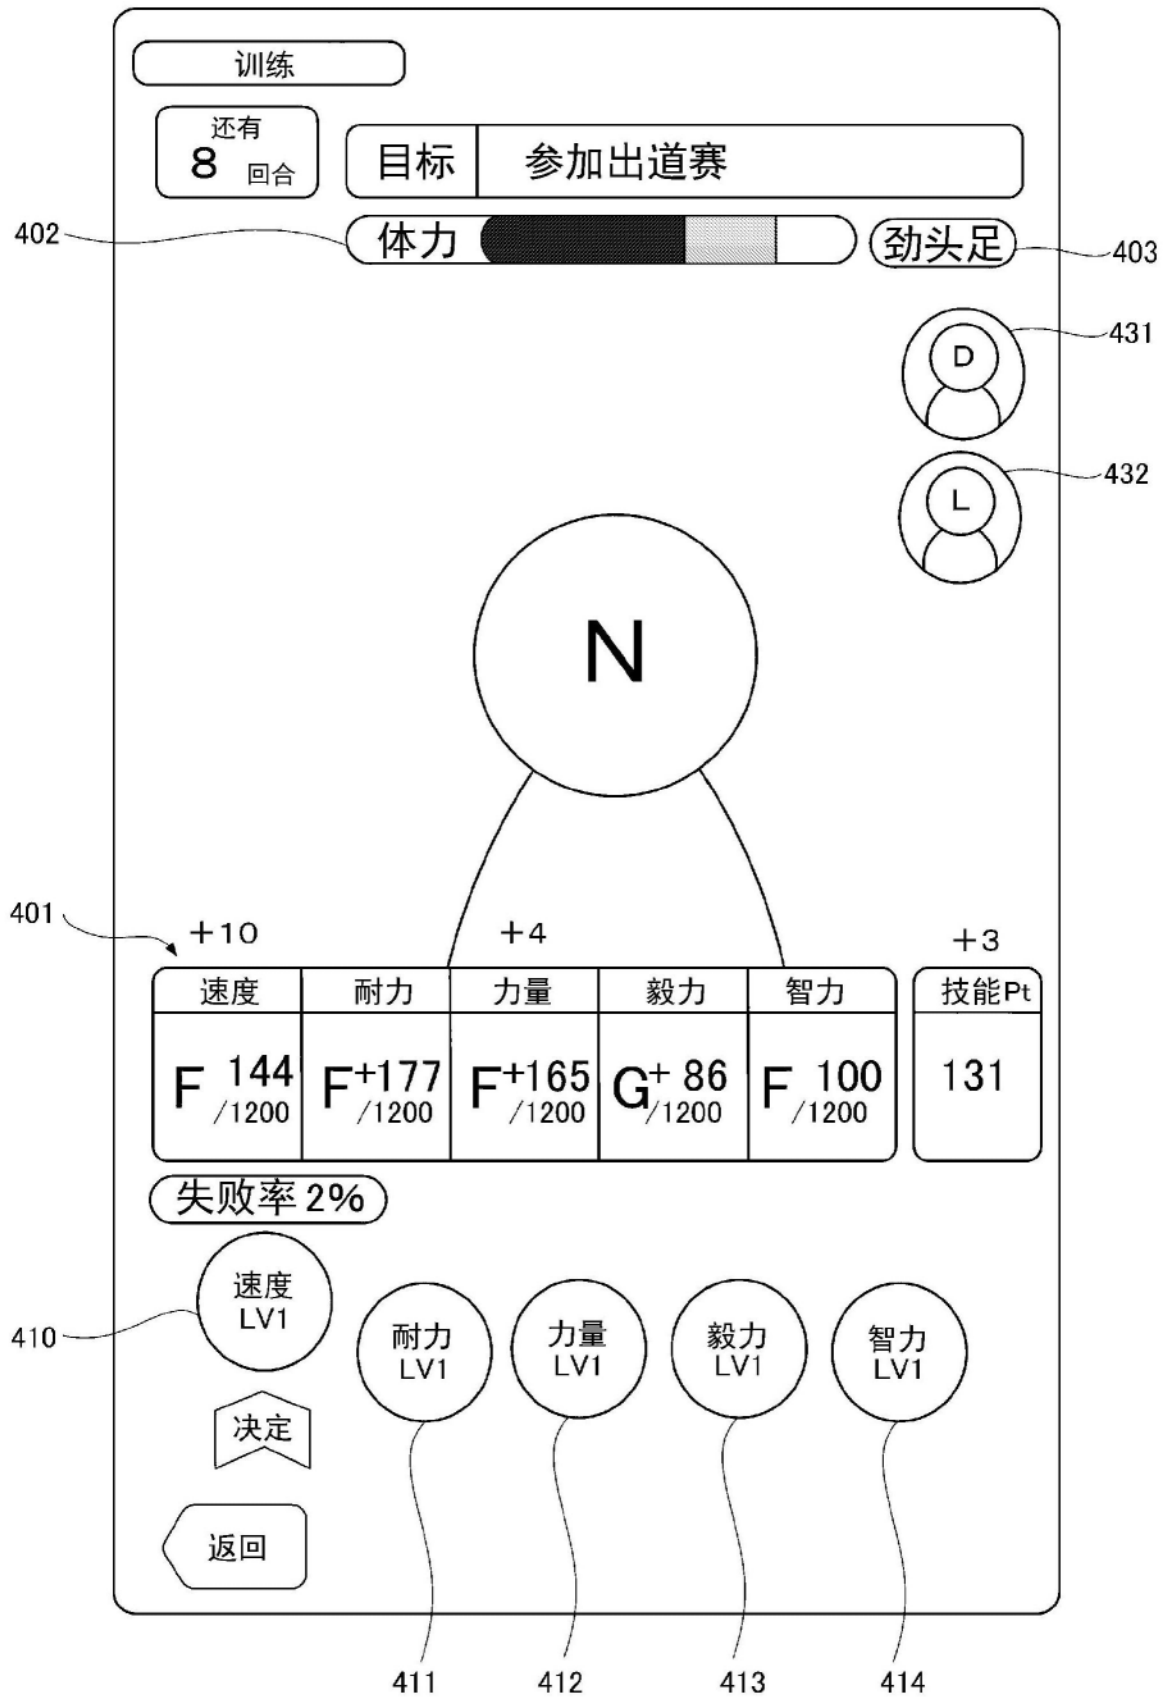 训练
还有
8 回合
目标 参加出道赛
402
体力
劲头足
403
D
431
L
432
N
401
+10 +4 +3
速度 耐力 力量 毅力 智力 技能Pt
F 144 F+177 F+165 G+ 86 F 100 131
/1200 /1200 /1200 /1200 /1200
失败率2%
速度
LV1
410
耐力
LV1
力量
LV1
毅力
LV1
智力
LV1
决定
返回
411 412 413 414